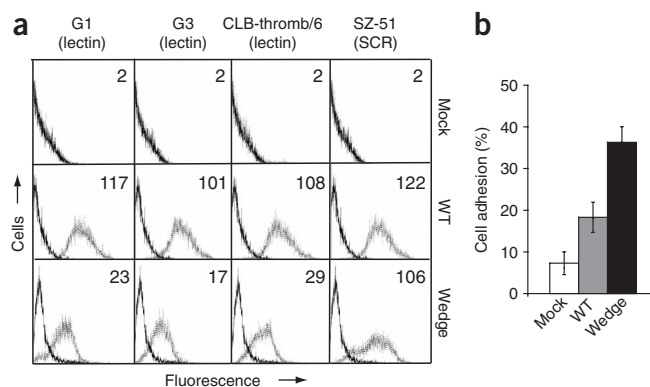 a
G1
(lectin)
G3
(lectin)
CLB-thromb/6
(lectin)
SZ-51
(SCR)
2
2
2
2
Mock
117
101
108
122
WT
23
17
29
106
Wedge
Cells
Fluorescence
b
50
40
30
20
10
0
Cell adhesion (%)
Mock
WT
Wedge